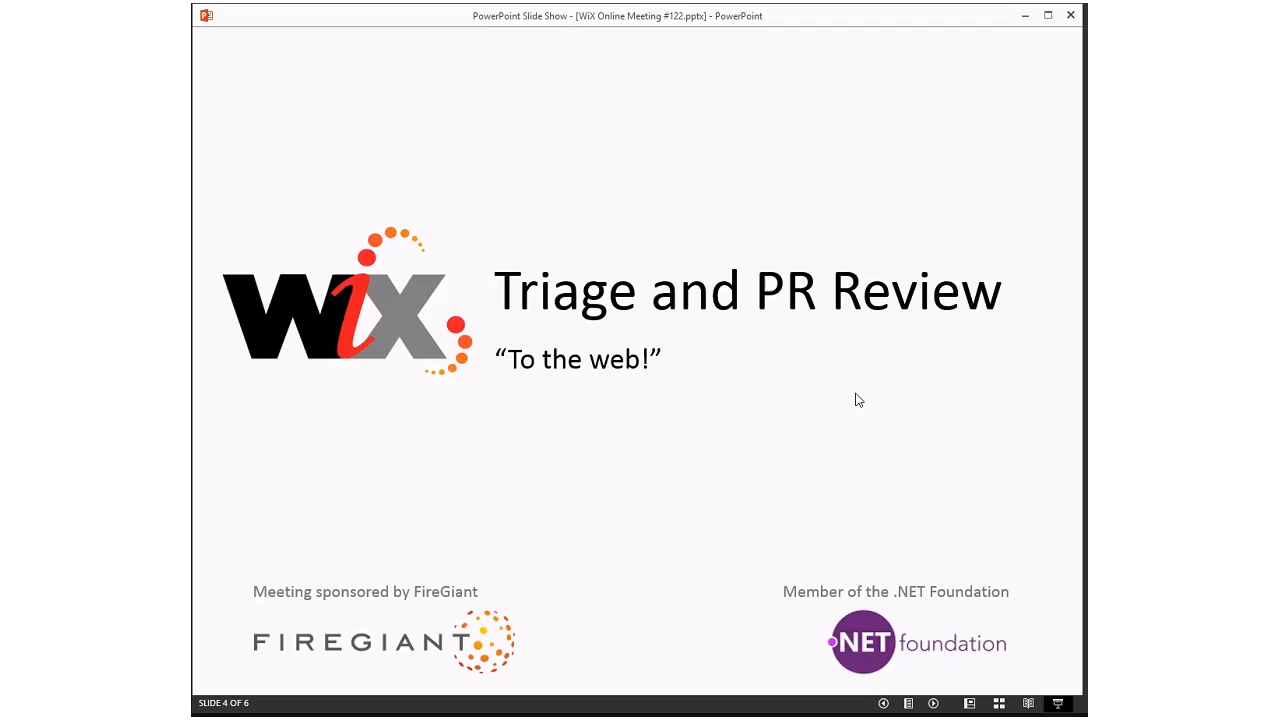 PowerPoint Slide Show - [WiX Online Meeting #122.pptx] - PowerPoint
WiX
Triage and PR Review
“To the web!”
Meeting sponsored by FireGiant
Member of the .NET Foundation
FIREGIANT
.NET foundation
SLIDE 4 OF 6